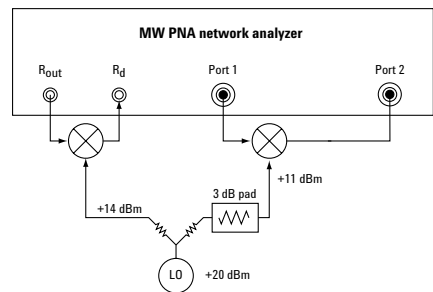 MW PNA network analyzer
Rout Rd Port 1 Port 2
+11 dBm
3 dB pad
+14 dBm
LO +20 dBm